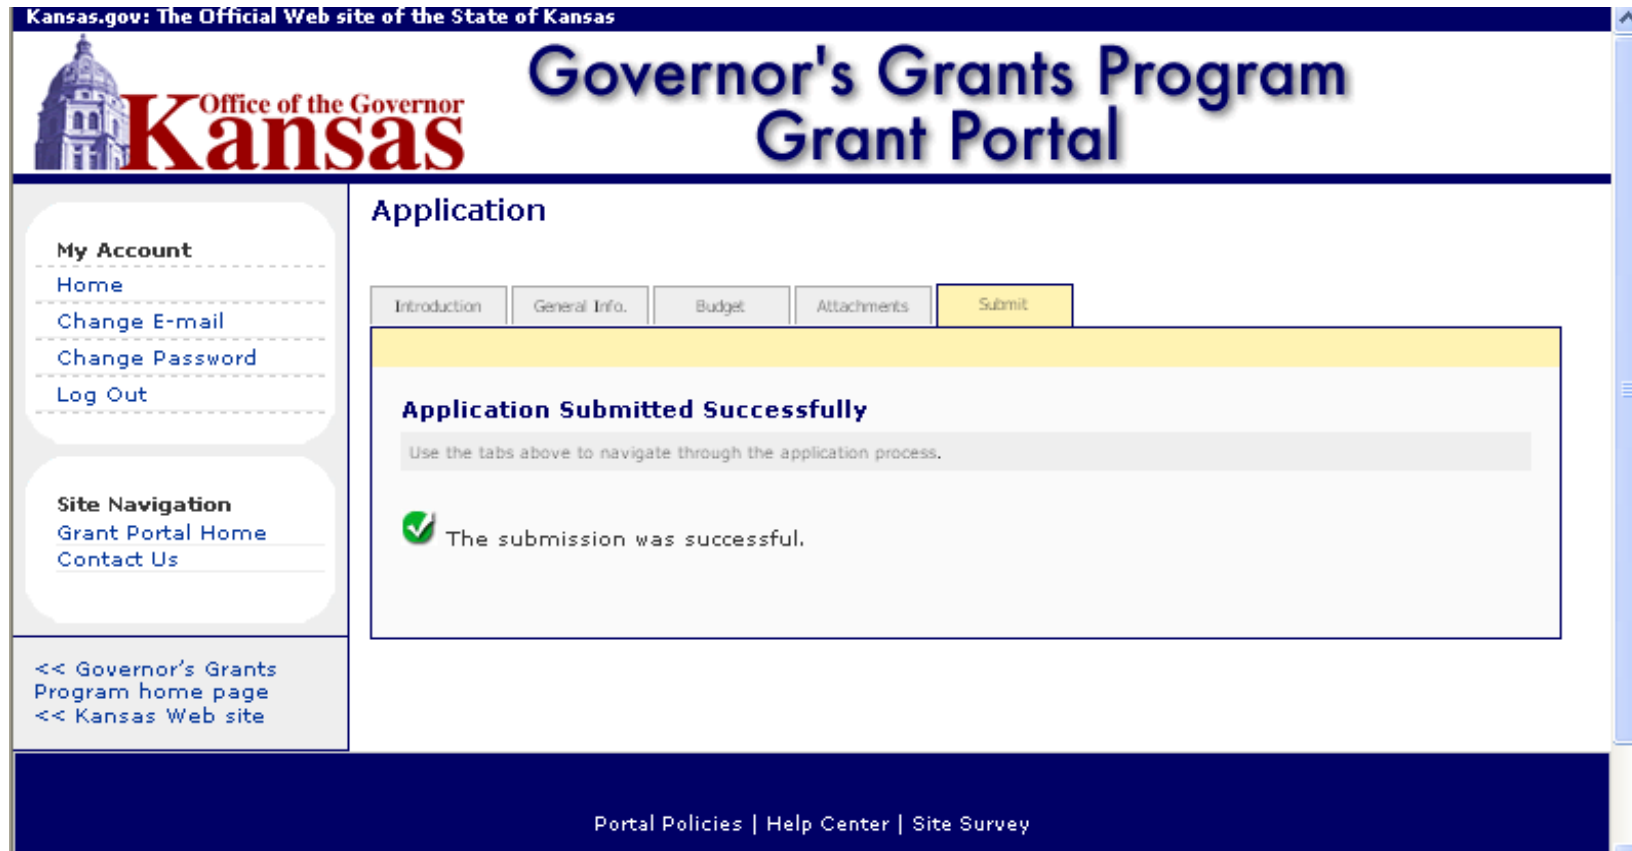 Kansas.gov: The Official Web site of the State of Kansas
Office of the Governor
Kansas
Governor's Grants Program
Grant Portal
My Account
Home
Change E-mail
Change Password
Log Out
Site Navigation
Grant Portal Home
Contact Us
<< Governor's Grants
Program home page
<< Kansas Web site
Application
Introduction General Info. Budget Attachments Submit
Application Submitted Successfully
Use the tabs above to navigate through the application process.
The submission was successful.
Portal Policies | Help Center | Site Survey